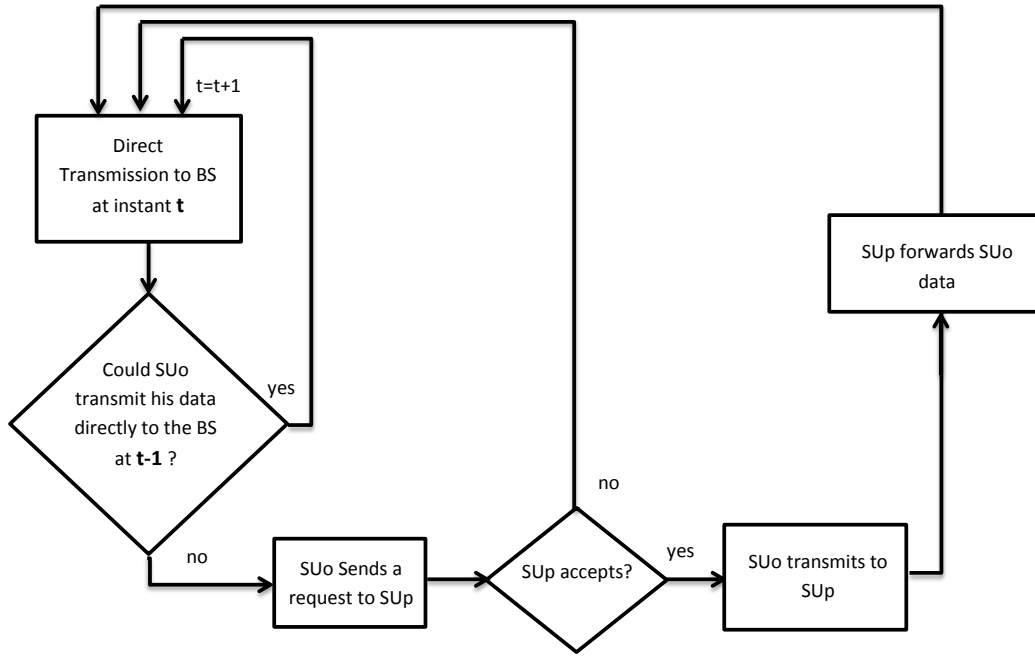 t=t+1
Direct
Transmission to BS
at instant t
SUp forwards SUo
data
Could SUo
transmit his data
directly to the BS
at t-1 ?
yes
no
no
SUo Sends a
request to SUp
SUp accepts?
yes
SUo transmits to
SUp